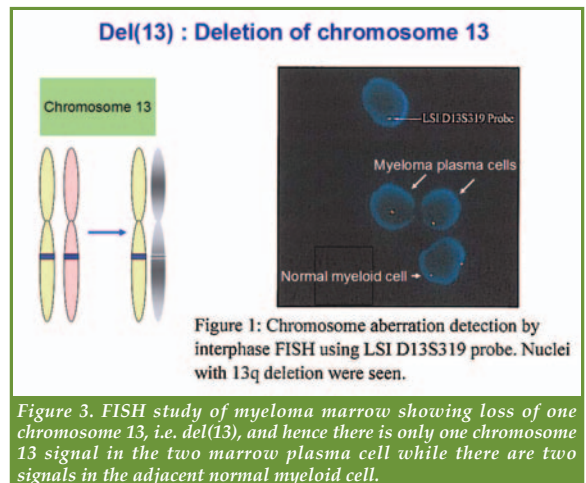 Del(13) : Deletion of chromosome 13
Chromosome 13
LSI D13S319 Probe
Myeloma plasma cells
Normal myeloid cell
Figure 1: Chromosome aberration detection by
interphase FISH using LSI D13S319 probe. Nuclei
with 13q deletion were seen.
Figure 3. FISH study of myeloma marrow showing loss of one
chromosome 13, i.e. del(13), and hence there is only one chromosome
13 signal in the two marrow plasma cell while there are two
signals in the adjacent normal myeloid cell.